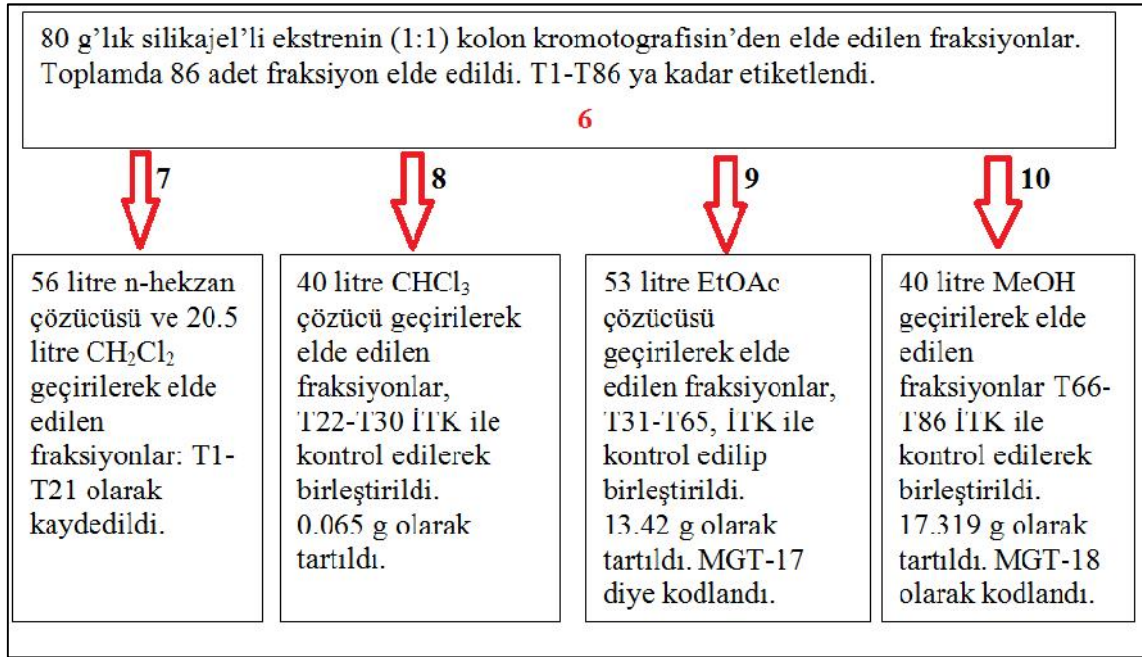 80 g’lık silikajel’li ekstrenin (1:1) kolon kromotografisin’den elde edilen fraksiyonlar.
Toplamda 86 adet fraksiyon elde edildi. T1-T86 ya kadar etiketlendi.
6
7
8
9
10
56 litre n-hekzan
çözücüsü ve 20.5
litre CH₂Cl₂
geçirilerek elde
edilen
fraksiyonlar: T1-
T21 olarak
kaydedildi.
40 litre CHCl₃
çözücü geçirilerek
elde edilen
fraksiyonlar,
T22-T30 İTK ile
kontrol edilerek
birleştirildi.
0.065 g olarak
tartıldı.
53 litre EtOAc
çözücüsü
geçirilerek elde
edilen fraksiyonlar,
T31-T65, İTK ile
kontrol edilip
birleştirildi.
13.42 g olarak
tartıldı. MGT-17
diye kodlandı.
40 litre MeOH
geçirilerek elde
edilen
fraksiyonlar T66-
T86 İTK ile
kontrol edilerek
birleştirildi.
17.319 g olarak
tartıldı. MGT-18
olarak kodlandı.